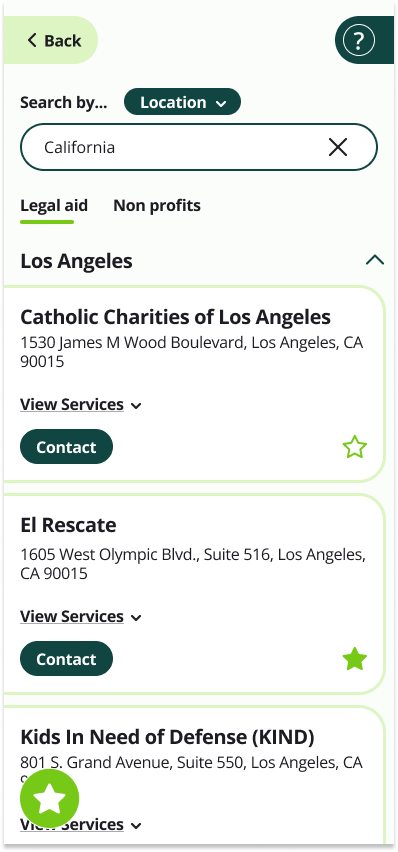 Back
?
Search by...
Location
California
Legal aid
Non profits
Los Angeles
Catholic Charities of Los Angeles
1530 James M Wood Boulevard, Los Angeles, CA
90015
View Services
Contact
El Rescate
1605 West Olympic Blvd., Suite 516, Los Angeles,
CA 90015
View Services
Contact
Kids In Need of Defense (KIND)
801 S. Grand Avenue, Suite 550, Los Angeles, CA
View Services